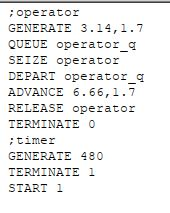 ;operator
GENERATE 3.14,1.7
QUEUE operator_q
SEIZE operator
DEPART operator_q
ADVANCE 6.66,1.7
RELEASE operator
TERMINATE 0
;timer
GENERATE 480
TERMINATE 1
START 1